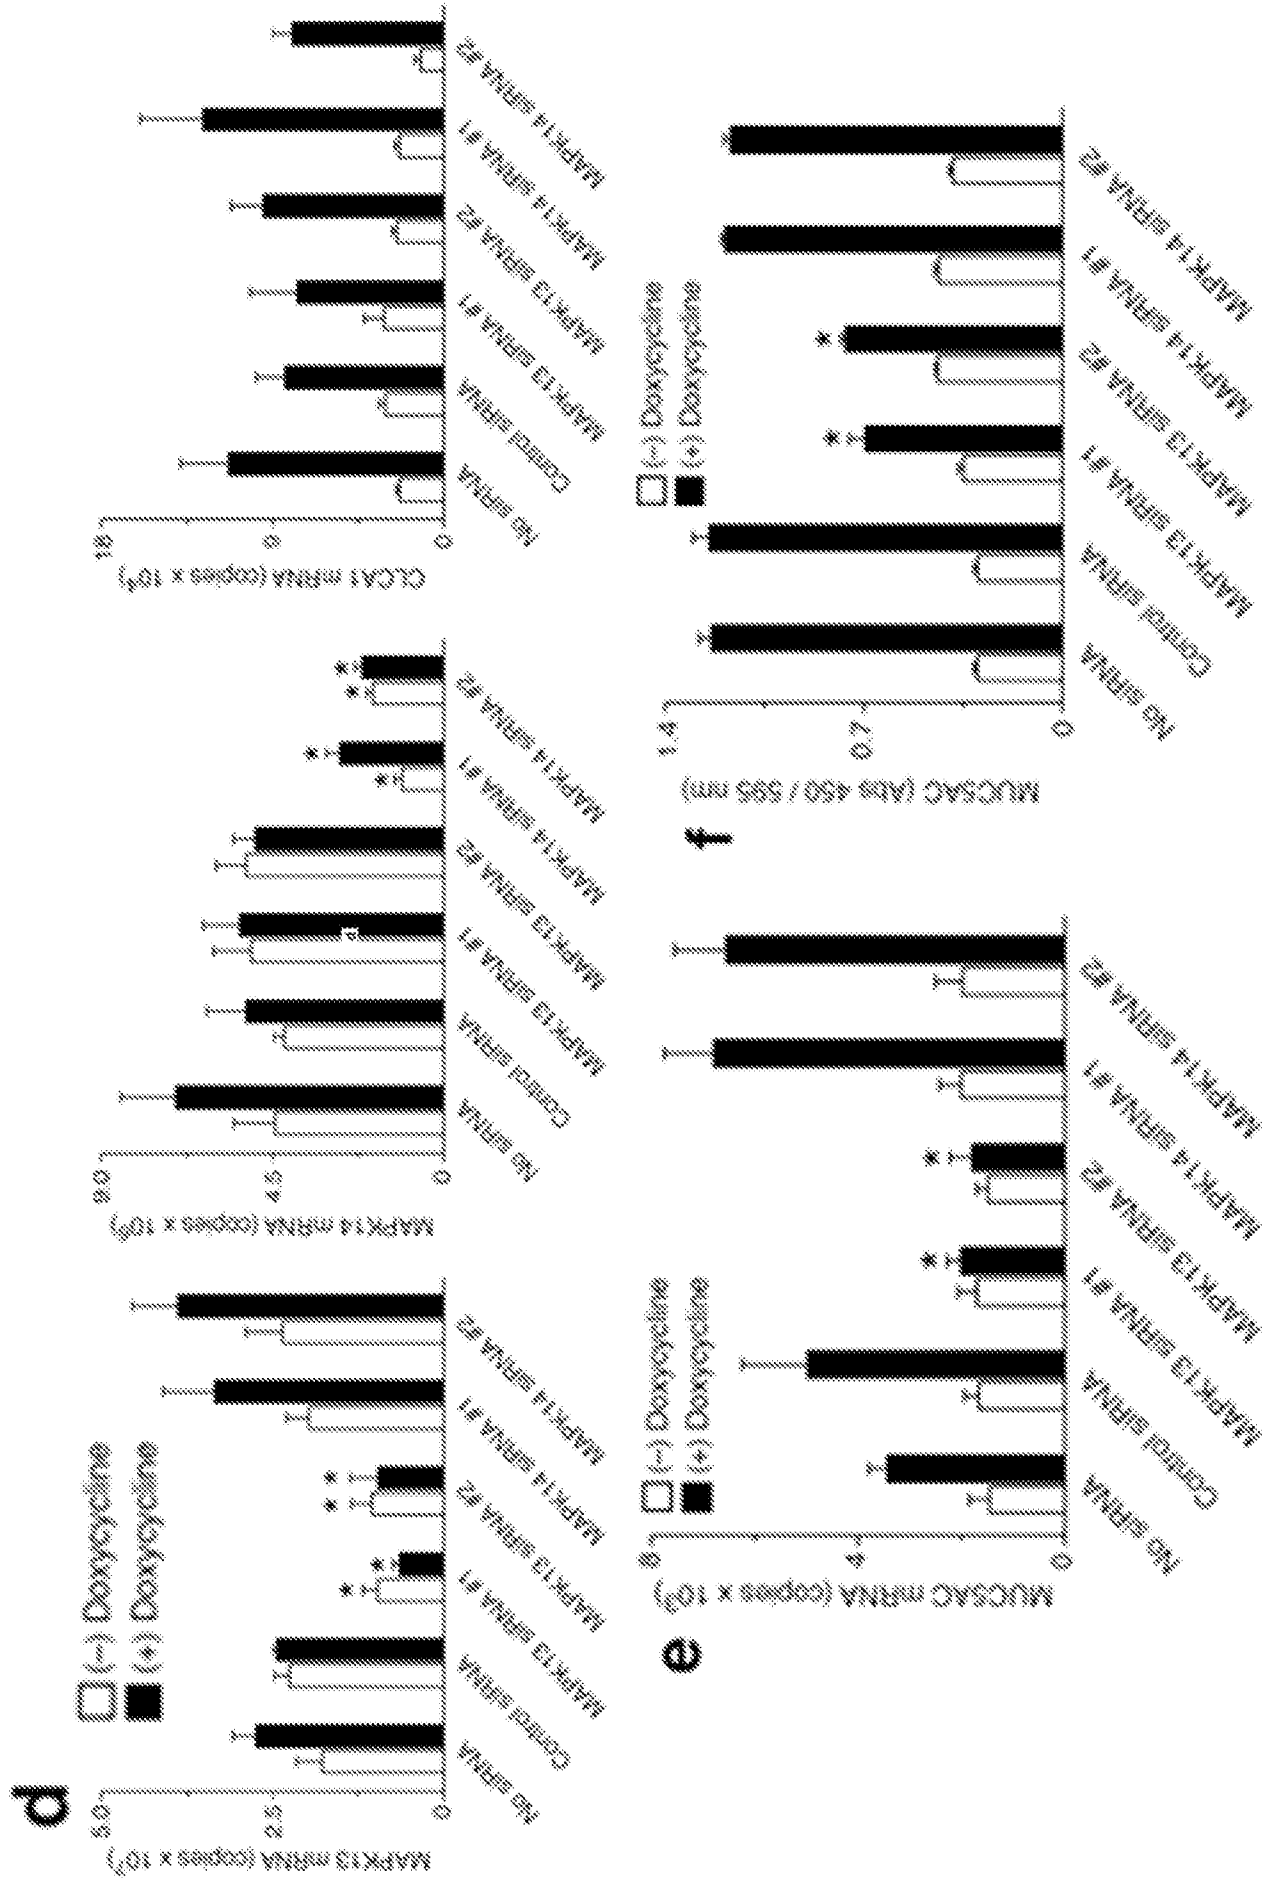 d
(−) Doxycycline
(+) Doxycycline
MAPK13 mRNA (copies x 10⁷)
5.0
2.5
0
No siRNA
Control siRNA
MAPK13 siRNA #1
MAPK13 siRNA #2
MAPK14 siRNA #1
MAPK14 siRNA #2
* * * *
MAPK14 mRNA (copies x 10⁶)
9.0
4.5
0
No siRNA
Control siRNA
MAPK13 siRNA #1
MAPK13 siRNA #2
MAPK14 siRNA #1
MAPK14 siRNA #2
* * * *
d
CLCA1 mRNA (copies x 10⁴)
18
9
0
No siRNA
Control siRNA
MAPK13 siRNA #1
MAPK13 siRNA #2
MAPK14 siRNA #1
MAPK14 siRNA #2
e
(−) Doxycycline
(+) Doxycycline
MUC5AC mRNA (copies x 10³)
8
4
0
No siRNA
Control siRNA
MAPK13 siRNA #1
MAPK13 siRNA #2
MAPK14 siRNA #1
MAPK14 siRNA #2
* *
f
(−) Doxycycline
(+) Doxycycline
MUC5AC (Abs 450 / 595 nm)
1.4
0.7
0
No siRNA
Control siRNA
MAPK13 siRNA #1
MAPK13 siRNA #2
MAPK14 siRNA #1
MAPK14 siRNA #2
* *